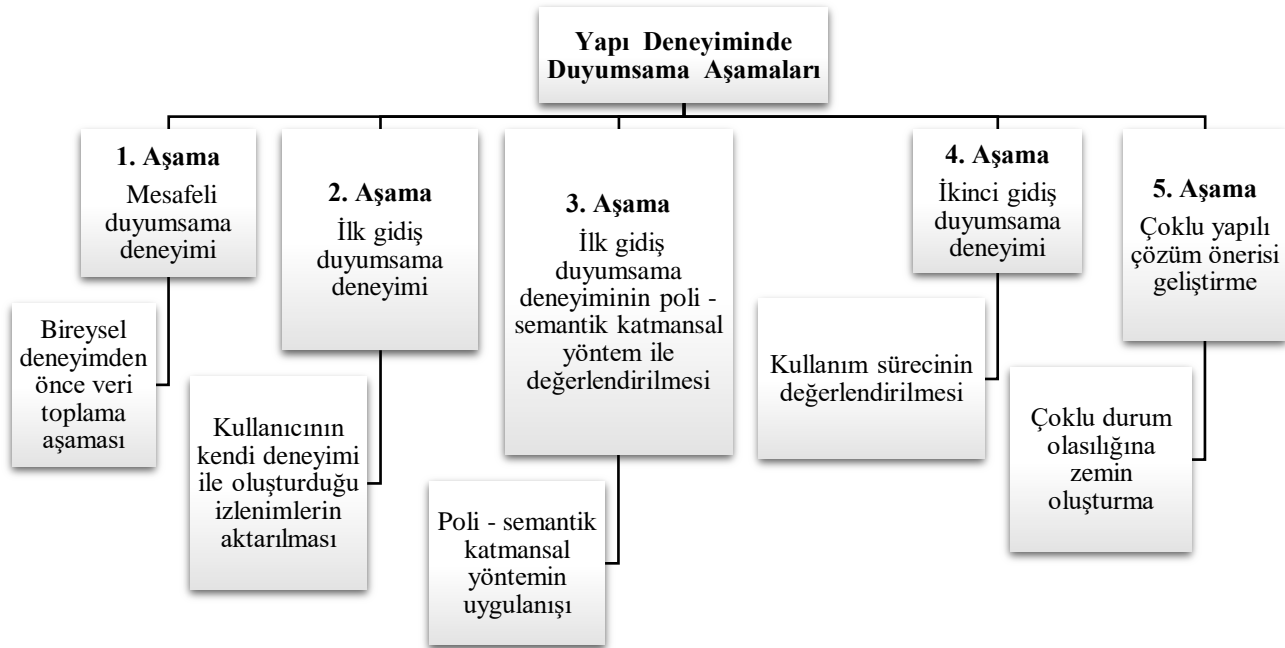 Yapı Deneyiminde
Duyumsama Aşamaları
1. Aşama
Mesafeli
duyumsama
deneyimi
Bireysel
deneyimden
önce veri
toplama
aşaması
2. Aşama
İlk gidiş
duyumsama
deneyimi
Kullanıcının
kendi deneyimi
ile oluşturduğu
izlenimlerin
aktarılması
3. Aşama
İlk gidiş
duyumsama
deneyiminin poli -
semantik katmansal
yöntem ile
değerlendirilmesi
Poli - semantik
katmansal
yöntemin
uygulanışı
4. Aşama
İkinci gidiş
duyumsama
deneyimi
Kullanım sürecinin
değerlendirilmesi
5. Aşama
Çoklu yapılı
çözüm önerisi
geliştirme
Çoklu durum
olasılığına
zemin
oluşturma